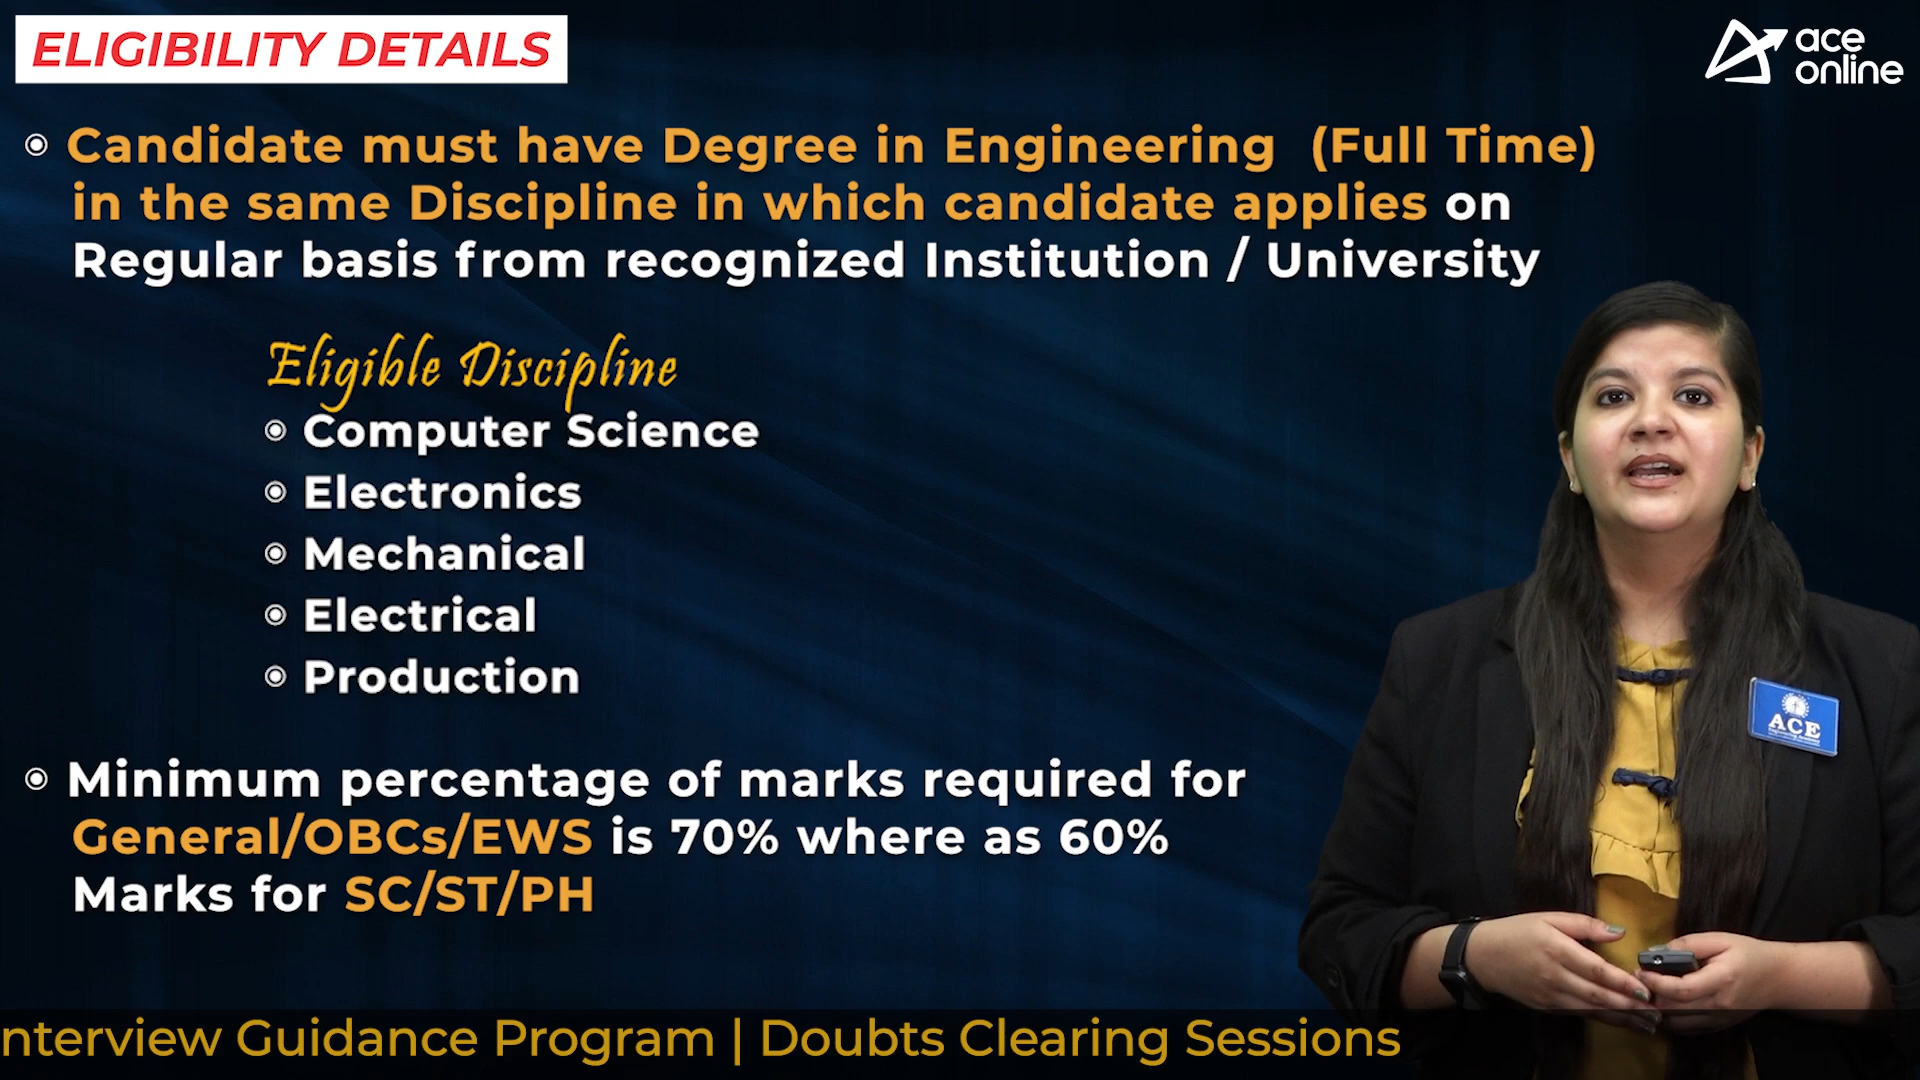 ELIGIBILITY DETAILS
ace
online
Candidate must have Degree in Engineering (Full Time)
in the same Discipline in which candidate applies on
Regular basis from recognized Institution / University
Eligible Discipline
Computer Science
Electronics
Mechanical
Electrical
Production
Minimum percentage of marks required for
General/OBCs/EWS is 70% where as 60%
Marks for SC/ST/PH
ACE
nterview Guidance Program | Doubts Clearing Sessions